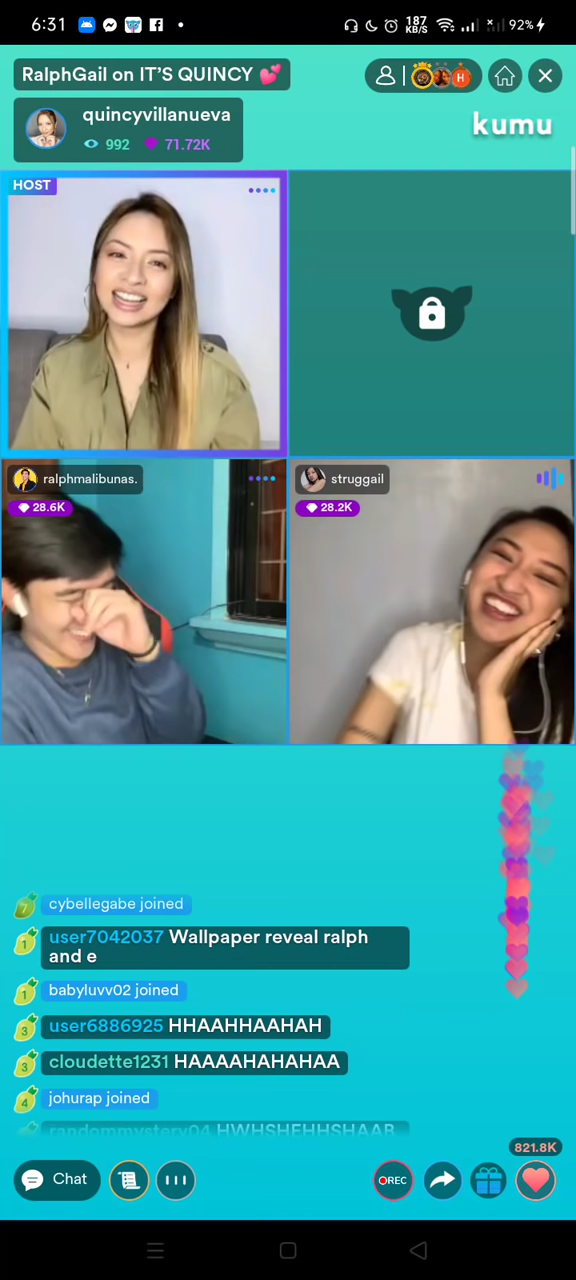 6:31
187
KB/S
92%
RalphGail on IT'S QUINCY 💕
H
quincyvillanueva
992
71.72K
kumu
HOST
ralphmalibunas.
28.6K
struggail
28.2K
7 cybellegabe joined
1 user7042037 Wallpaper reveal ralph
and e
1 babyluvv02 joined
3 user6886925 HHAAHHAAHAH
3 cloudette1231 HAAAAHAHAHAA
4 johurap joined
randommystery04 HWHSHFHHSHAAB
821.8K
Chat
REC